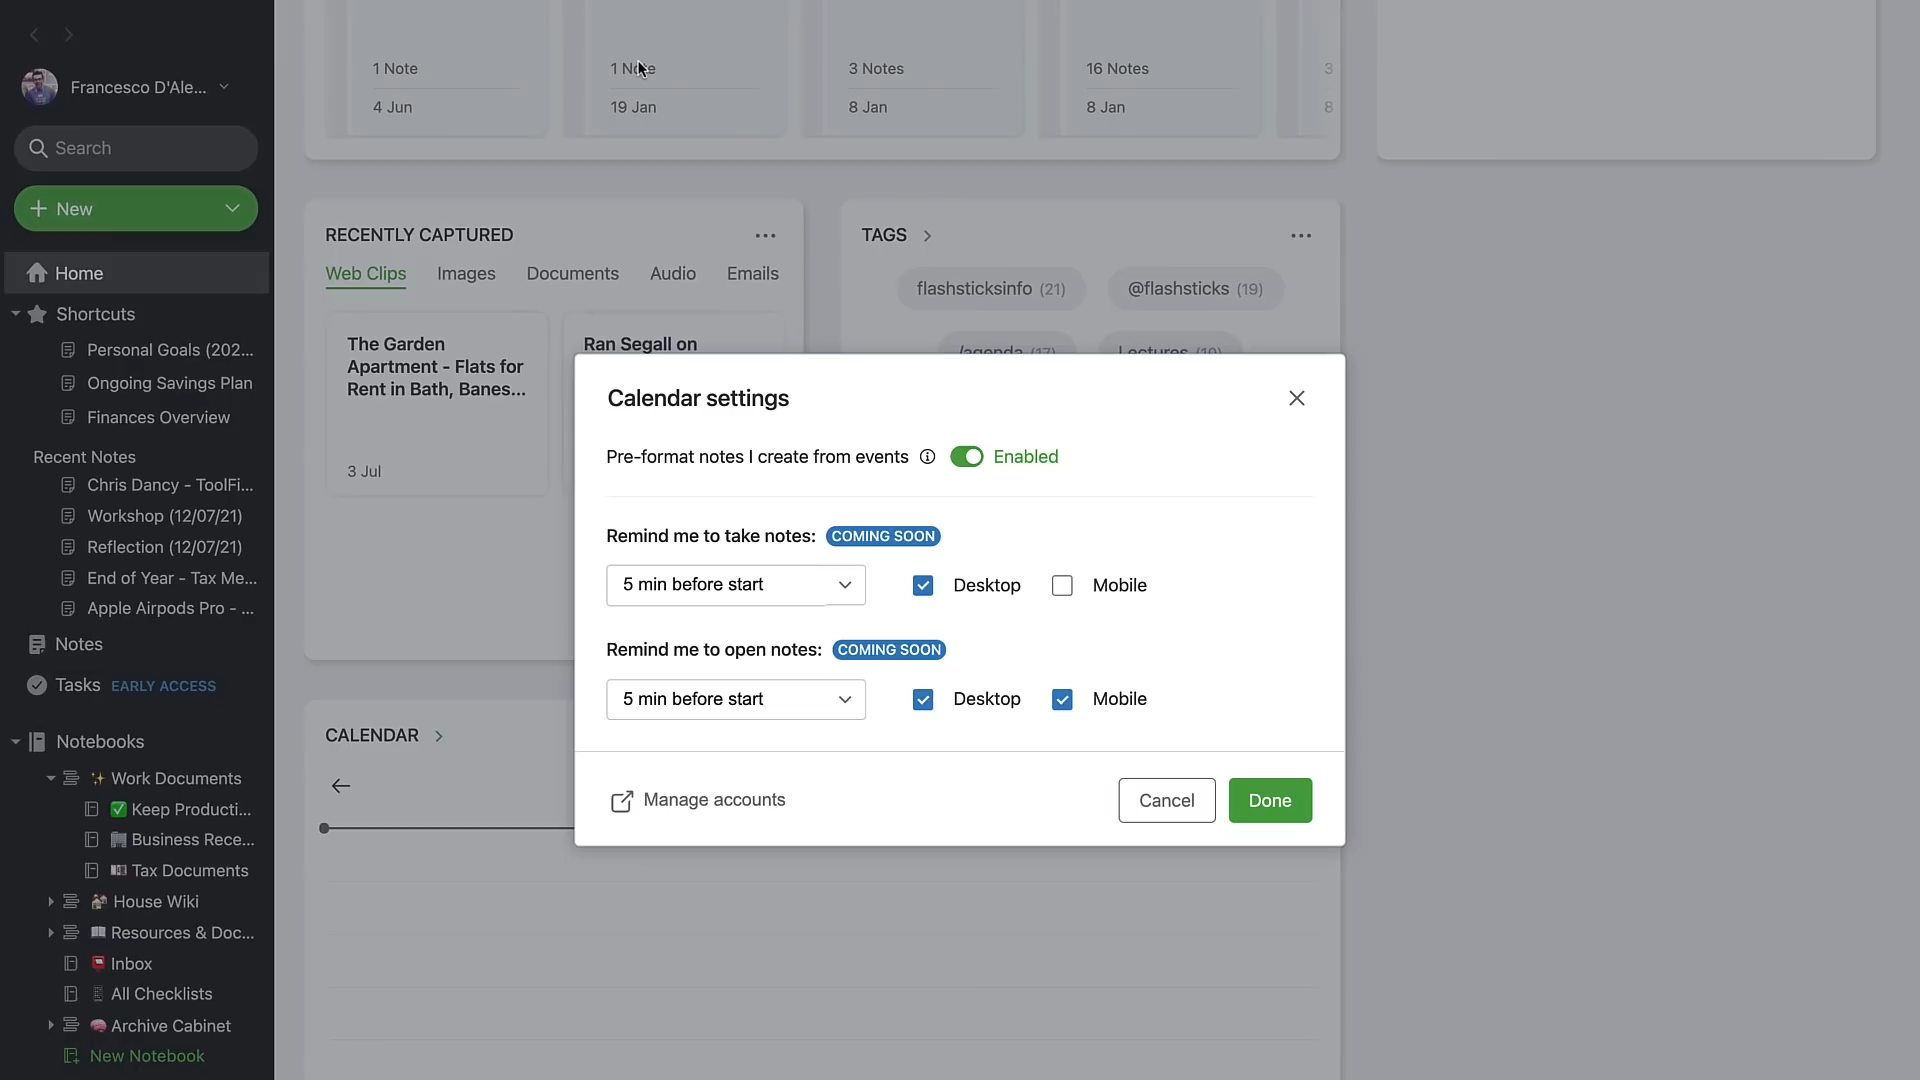 Francesco D'Ale...
Search
New
Home
Shortcuts
Personal Goals (202...
Ongoing Savings Plan
Finances Overview
Recent Notes
Chris Dancy - ToolFi...
Workshop (12/07/21)
Reflection (12/07/21)
End of Year - Tax Me...
Apple Airpods Pro - ...
Notes
Tasks EARLY ACCESS
Notebooks
Work Documents
Keep Producti...
Business Rece...
Tax Documents
House Wiki
Resources & Doc...
Inbox
All Checklists
Archive Cabinet
New Notebook
1 Note
4 Jun
1 Note
19 Jan
3 Notes
8 Jan
16 Notes
8 Jan
3
8
RECENTLY CAPTURED
Web Clips Images Documents Audio Emails
The Garden
Apartment - Flats for
Rent in Bath, Banes...
3 Jul
Ran Segall on
TAGS
flashsticksinfo (21) @flashsticks (19)
/agenda (17) Lectures (10)
CALENDAR
Calendar settings
Pre-format notes I create from events Enabled
Remind me to take notes: COMING SOON
5 min before start Desktop Mobile
Remind me to open notes: COMING SOON
5 min before start Desktop Mobile
Manage accounts Cancel Done